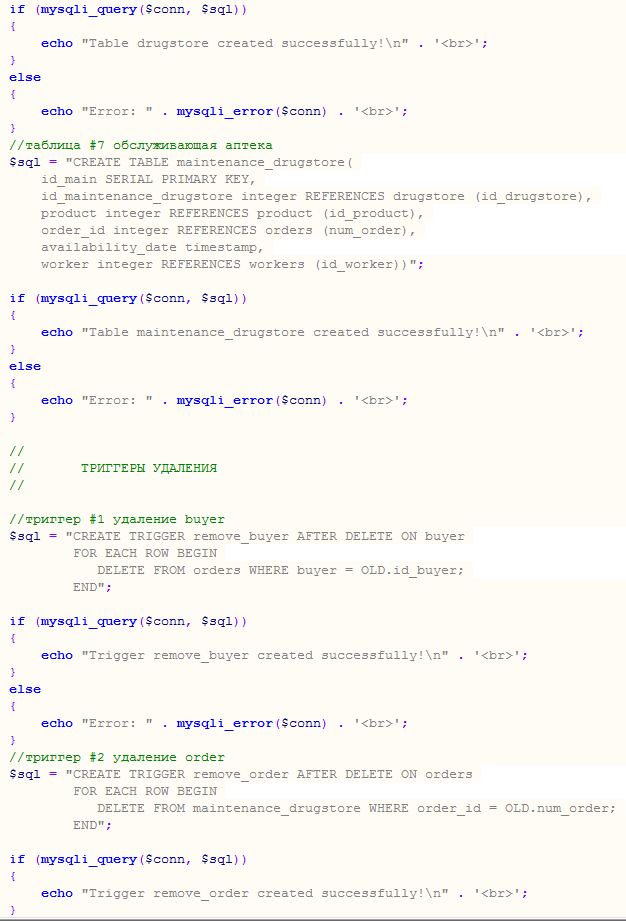 if (mysqli_query($conn, $sql))
{
    echo "Table drugstore created successfully!\n" . '<br>';
}
else
{
    echo "Error: " . mysqli_error($conn) . '<br>';
}
//таблица #7 обслуживающая аптека
$sql = "CREATE TABLE maintenance_drugstore(
    id_main SERIAL PRIMARY KEY,
    id_maintenance_drugstore integer REFERENCES drugstore (id_drugstore),
    product integer REFERENCES product (id_product),
    order_id integer REFERENCES orders (num_order),
    availability_date timestamp,
    worker integer REFERENCES workers (id_worker))";

if (mysqli_query($conn, $sql))
{
    echo "Table maintenance_drugstore created successfully!\n" . '<br>';
}
else
{
    echo "Error: " . mysqli_error($conn) . '<br>';
}

//
//       ТРИГГЕРЫ УДАЛЕНИЯ
//

//триггер #1 удаление buyer
$sql = "CREATE TRIGGER remove_buyer AFTER DELETE ON buyer
        FOR EACH ROW BEGIN
           DELETE FROM orders WHERE buyer = OLD.id_buyer;
        END";

if (mysqli_query($conn, $sql))
{
    echo "Trigger remove_buyer created successfully!\n" . '<br>';
}
else
{
    echo "Error: " . mysqli_error($conn) . '<br>';
}
//триггер #2 удаление order
$sql = "CREATE TRIGGER remove_order AFTER DELETE ON orders
        FOR EACH ROW BEGIN
           DELETE FROM maintenance_drugstore WHERE order_id = OLD.num_order;
        END";

if (mysqli_query($conn, $sql))
{
    echo "Trigger remove_order created successfully!\n" . '<br>';
}